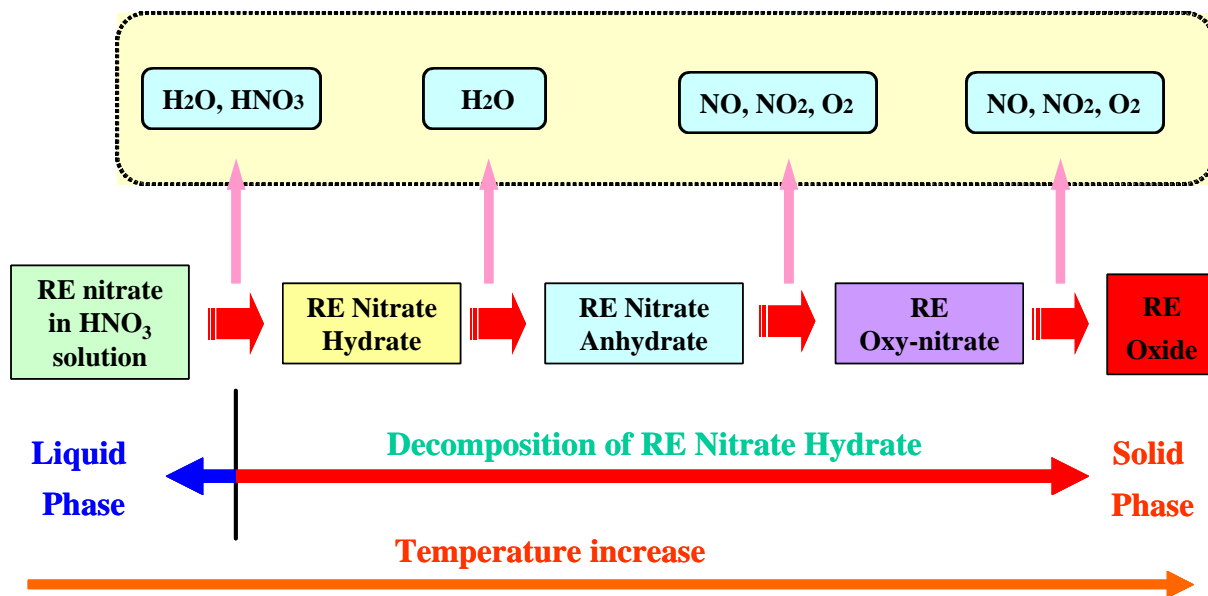 H2O, HNO3
H2O
NO, NO2, O2
NO, NO2, O2
RE nitrate
in HNO3
solution
RE Nitrate
Hydrate
RE Nitrate
Anhydrate
RE
Oxy-nitrate
RE
Oxide
Liquid
Phase
Decomposition of RE Nitrate Hydrate
Solid
Phase
Temperature increase